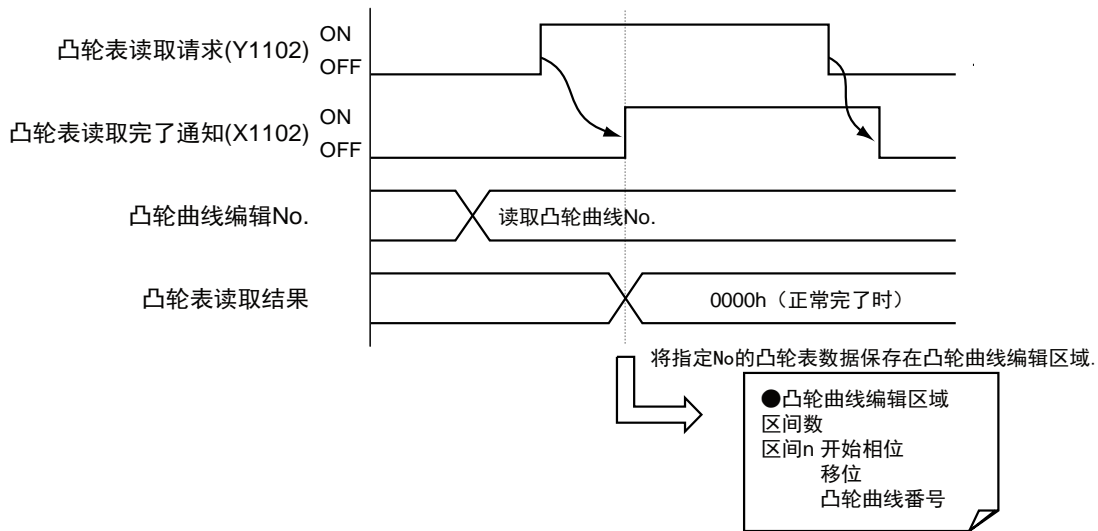 凸轮表读取请求(Y1102)
ON
OFF
凸轮表读取完了通知(X1102)
ON
OFF
凸轮曲线编辑No.
读取凸轮曲线No.
凸轮表读取结果
0000h（正常完了时）
将指定No的凸轮表数据保存在凸轮曲线编辑区域.
●凸轮曲线编辑区域
区间数
区间n 开始相位
移位
凸轮曲线番号